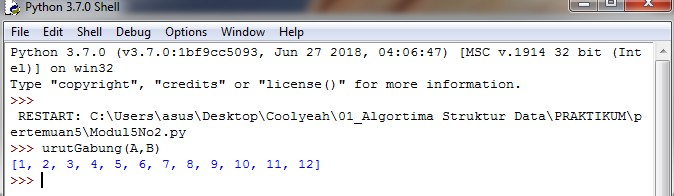 Python 3.7.0 Shell
File Edit Shell Debug Options Window Help
Python 3.7.0 (v3.7.0:1bf9cc5093, Jun 27 2018, 04:06:47) [MSC v.1914 32 bit (Int
el)] on win32
Type "copyright", "credits" or "license()" for more information.
>>>
RESTART: C:\Users\asus\Desktop\Coolyeah\01_Algortima Struktur Data\PRAKTIKUM\p
ertemuan5\Modul5No2.py
>>> urutGabung(A,B)
[1, 2, 3, 4, 5, 6, 7, 8, 9, 10, 11, 12]
>>>